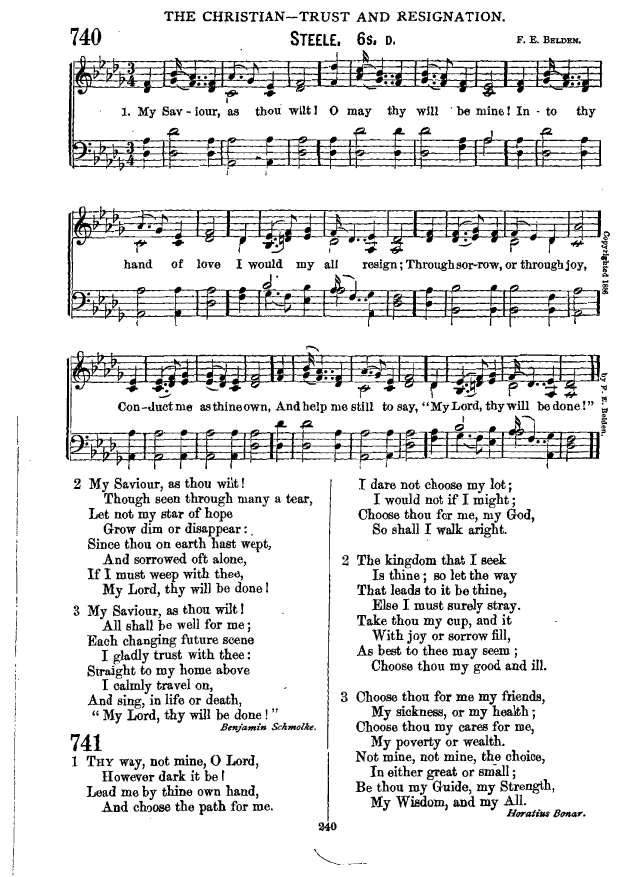 THE CHRISTIAN—TRUST AND RESIGNATION.
740
STEELE. 6s. D.
F. E. BELDEN.
1. My Sav - iour, as thou wilt! O may thy will be mine! In - to thy
hand of love I would my all resign; Through sor-row, or through joy,
Copyrighted 1886
Con-duct me as thine own, And help me still to say, "My Lord, thy will be done!"
by F. E. Belden.
2 My Saviour, as thou wilt!
Though seen through many a tear,
Let not my star of hope
Grow dim or disappear:
Since thou on earth hast wept,
And sorrowed oft alone,
If I must weep with thee,
My Lord, thy will be done!
3 My Saviour, as thou wilt!
All shall be well for me;
Each changing future scene
I gladly trust with thee:
Straight to my home above
I calmly travel on,
And sing, in life or death,
"My Lord, thy will be done!"
Benjamin Schmolke.
741
1 THY way, not mine, O Lord,
However dark it be!
Lead me by thine own hand,
And choose the path for me.
I dare not choose my lot;
I would not if I might;
Choose thou for me, my God,
So shall I walk aright.
2 The kingdom that I seek
Is thine; so let the way
That leads to it be thine,
Else I must surely stray.
Take thou my cup, and it
With joy or sorrow fill,
As best to thee may seem;
Choose thou my good and ill.
3 Choose thou for me my friends,
My sickness, or my health;
Choose thou my cares for me,
My poverty or wealth.
Not mine, not mine, the choice,
In either great or small;
Be thou my Guide, my Strength,
My Wisdom, and my All.
Horatius Bonar.
240